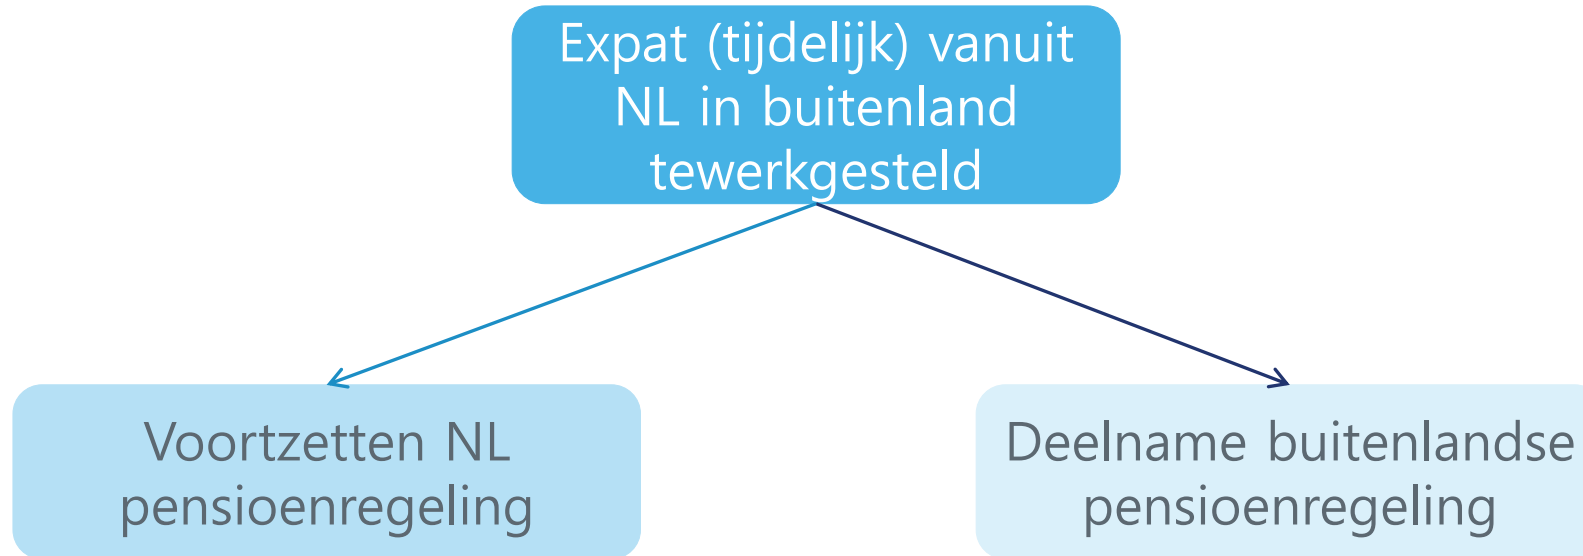 Expat (tijdelijk) vanuit
NL in buitenland
tewerkgesteld
Voortzetten NL
pensioenregeling
Deelname buitenlandse
pensioenregeling